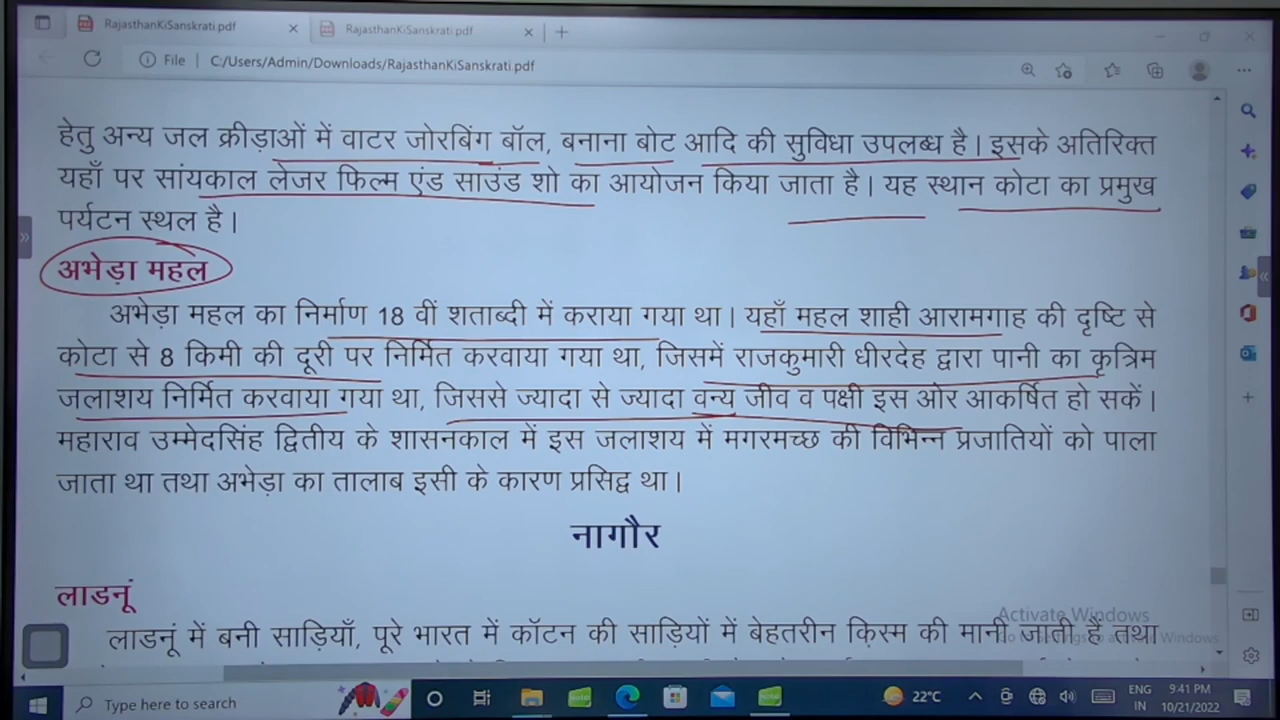 RajasthanKiSanskrati.pdf
RajasthanKiSanskrati.pdf
File
C:/Users/Admin/Downloads/RajasthanKiSanskrati.pdf
हेतु अन्य जल क्रीड़ाओं में वाटर जोरबिंग बॉल, बनाना बोट आदि की सुविधा उपलब्ध है। इसके अतिरिक्त
यहाँ पर सांयकाल लेजर फिल्म एंड साउंड शो का आयोजन किया जाता है। यह स्थान कोटा का प्रमुख
पर्यटन स्थल है।
अभेड़ा महल
अभेड़ा महल का निर्माण 18 वीं शताब्दी में कराया गया था। यहाँ महल शाही आरामगाह की दृष्टि से
कोटा से 8 किमी की दूरी पर निर्मित करवाया गया था, जिसमें राजकुमारी धीरदेह द्वारा पानी का कृत्रिम
जलाशय निर्मित करवाया गया था, जिससे ज्यादा से ज्यादा वन्य जीव व पक्षी इस ओर आकर्षित हो सकें।
महाराव उम्मेदसिंह द्वितीय के शासनकाल में इस जलाशय में मगरमच्छ की विभिन्न प्रजातियों को पाला
जाता था तथा अभेड़ा का तालाब इसी के कारण प्रसिद्व था।
नागौर
लाडनूं
लाडनूं में बनी साड़ियाँ, पूरे भारत में कॉटन की साड़ियों में बेहतरीन क़िस्म की मानी जाती हैं तथा
Activate Windows
Windows
Type here to search
22°C
ENG
IN
9:41 PM
10/21/2022